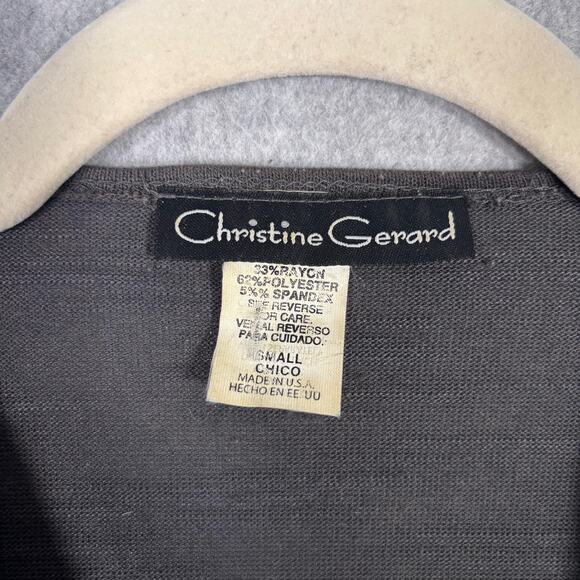 Christine Gerard
33%RAYON
62%POLYESTER
5%% SPANDEX
SEE REVERSE
FOR CARE.
VER AL REVERSO
PARA CUIDADO.
SMALL
CHICO
MADE IN U.S.A.
HECHO EN EE.UU